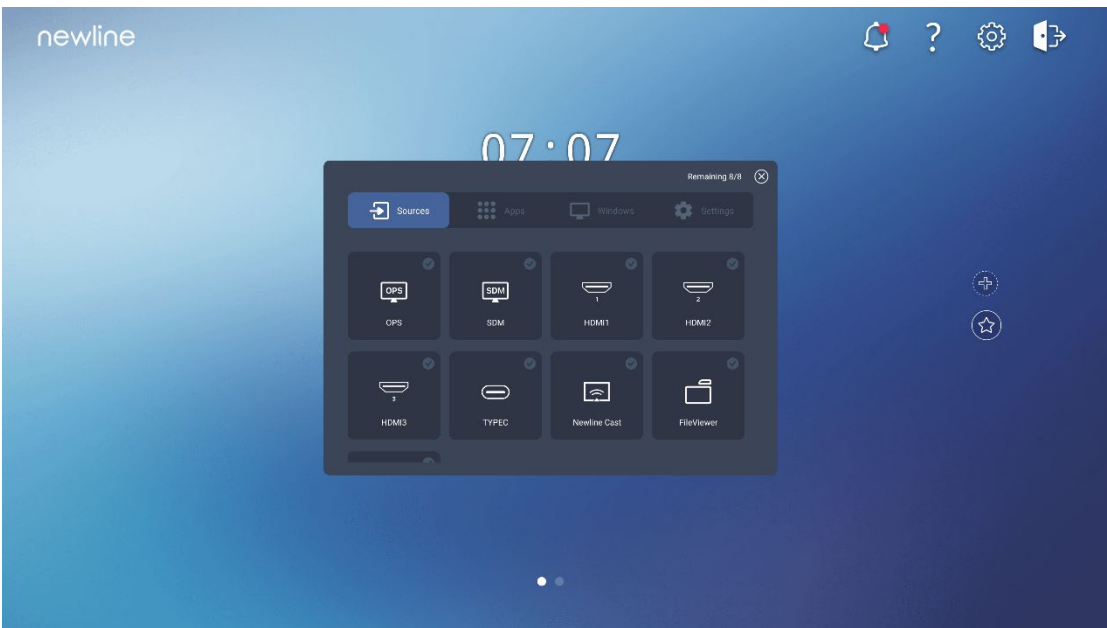 newline
?
07:07
Remaining 8/8
Sources Apps Windows Settings
OPS SDM 1 2
OPS SDM HDMI1 HDMI2
3
HDMI3 TYPEC Newline Cast FileViewer